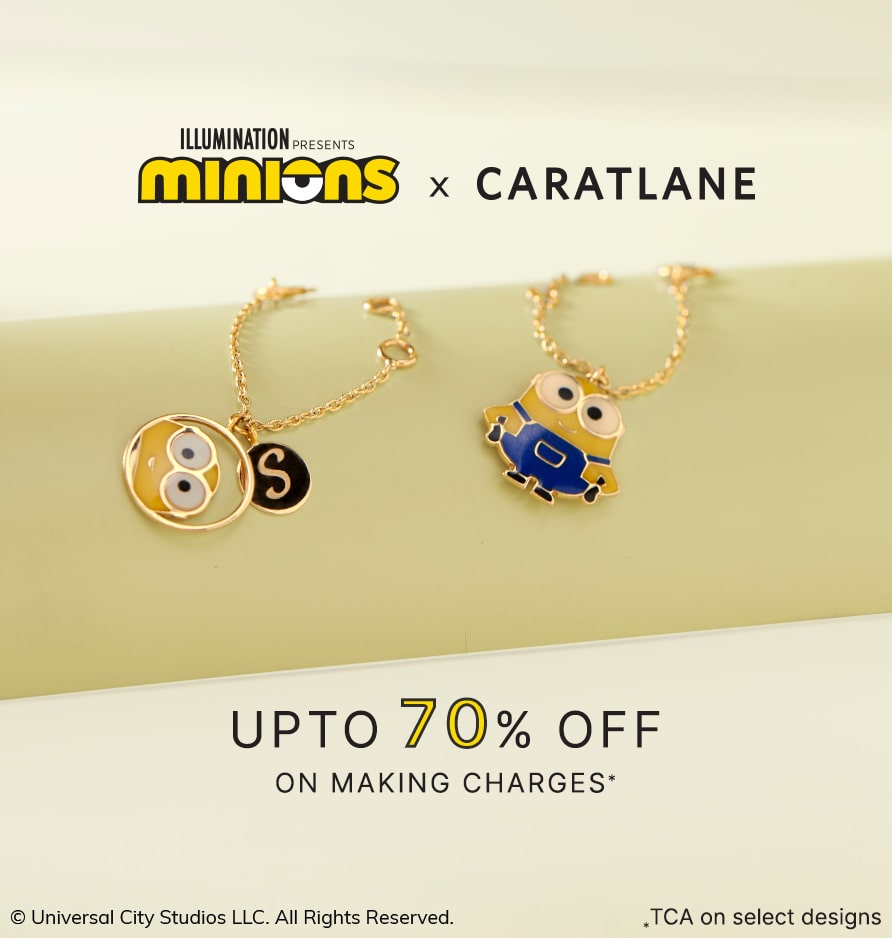 ILLUMINATION PRESENTS
minions x CARATLANE
S
UPTO 70% OFF
ON MAKING CHARGES*
© Universal City Studios LLC. All Rights Reserved.
*TCA on select designs